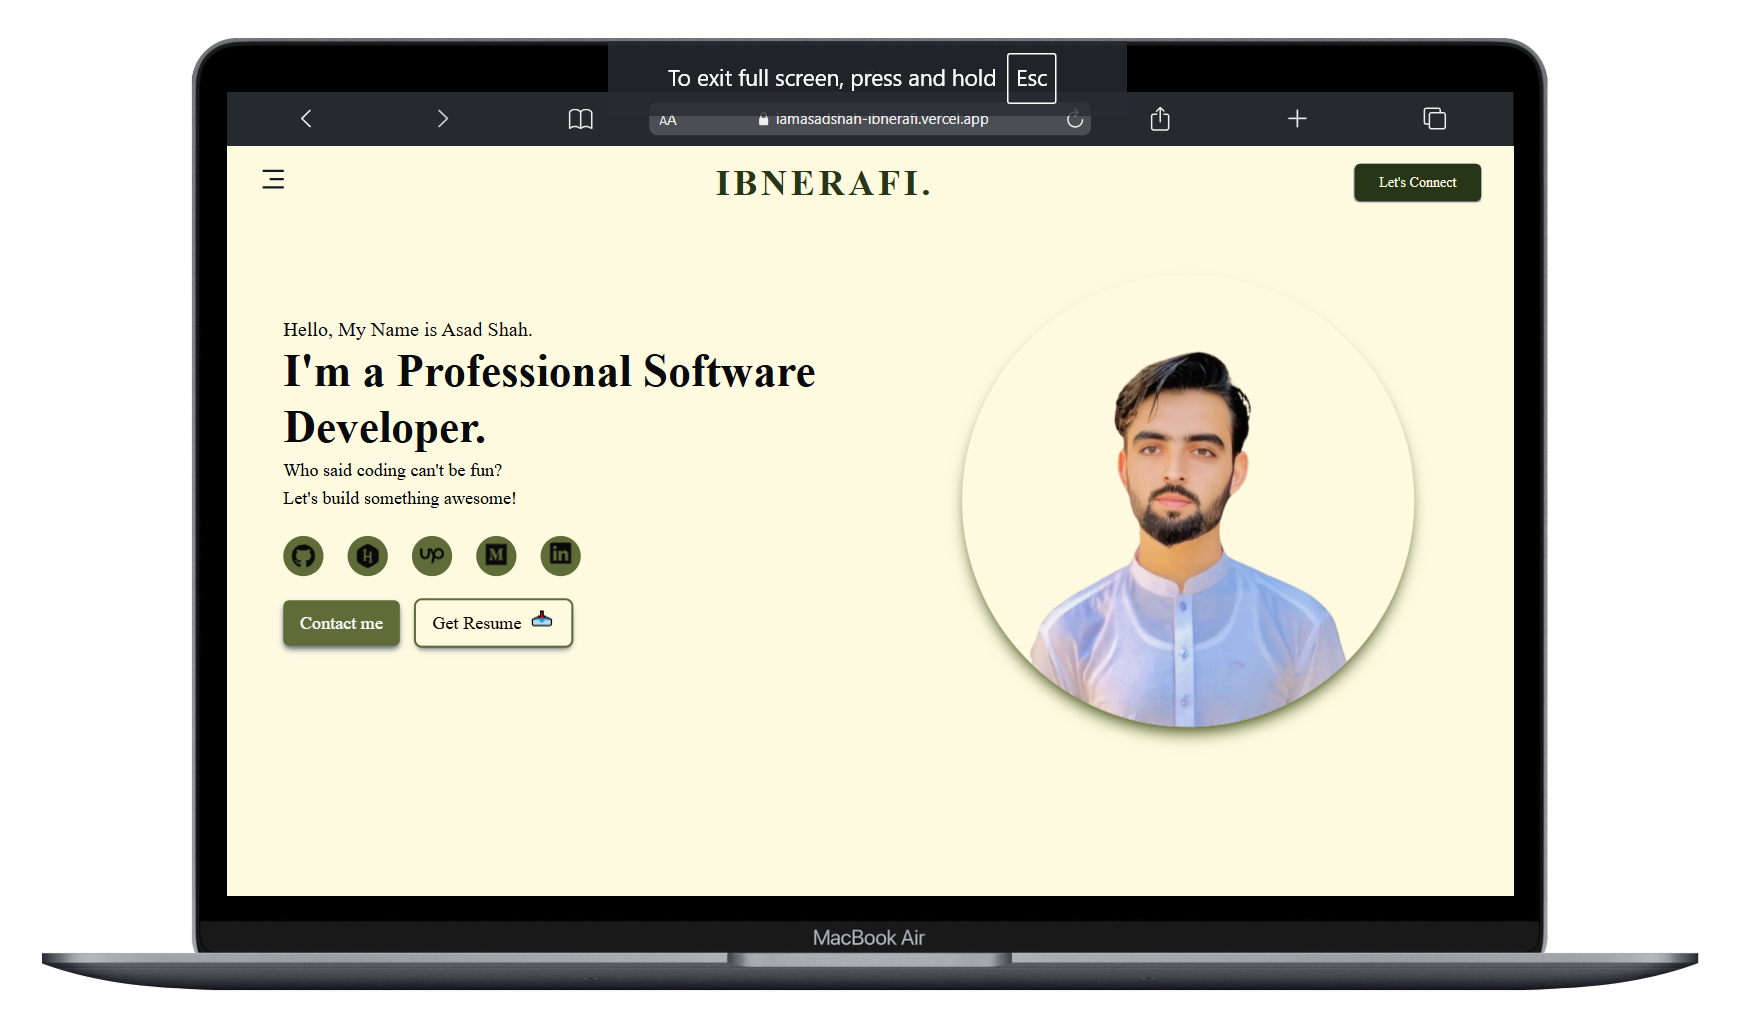 To exit full screen, press and hold Esc
AA iamasadshah-ibnerafi.vercel.app
IBNERAFI.
Let's Connect
Hello, My Name is Asad Shah.
I'm a Professional Software
Developer.
Who said coding can't be fun?
Let's build something awesome!
H up M in
Contact me
Get Resume
MacBook Air